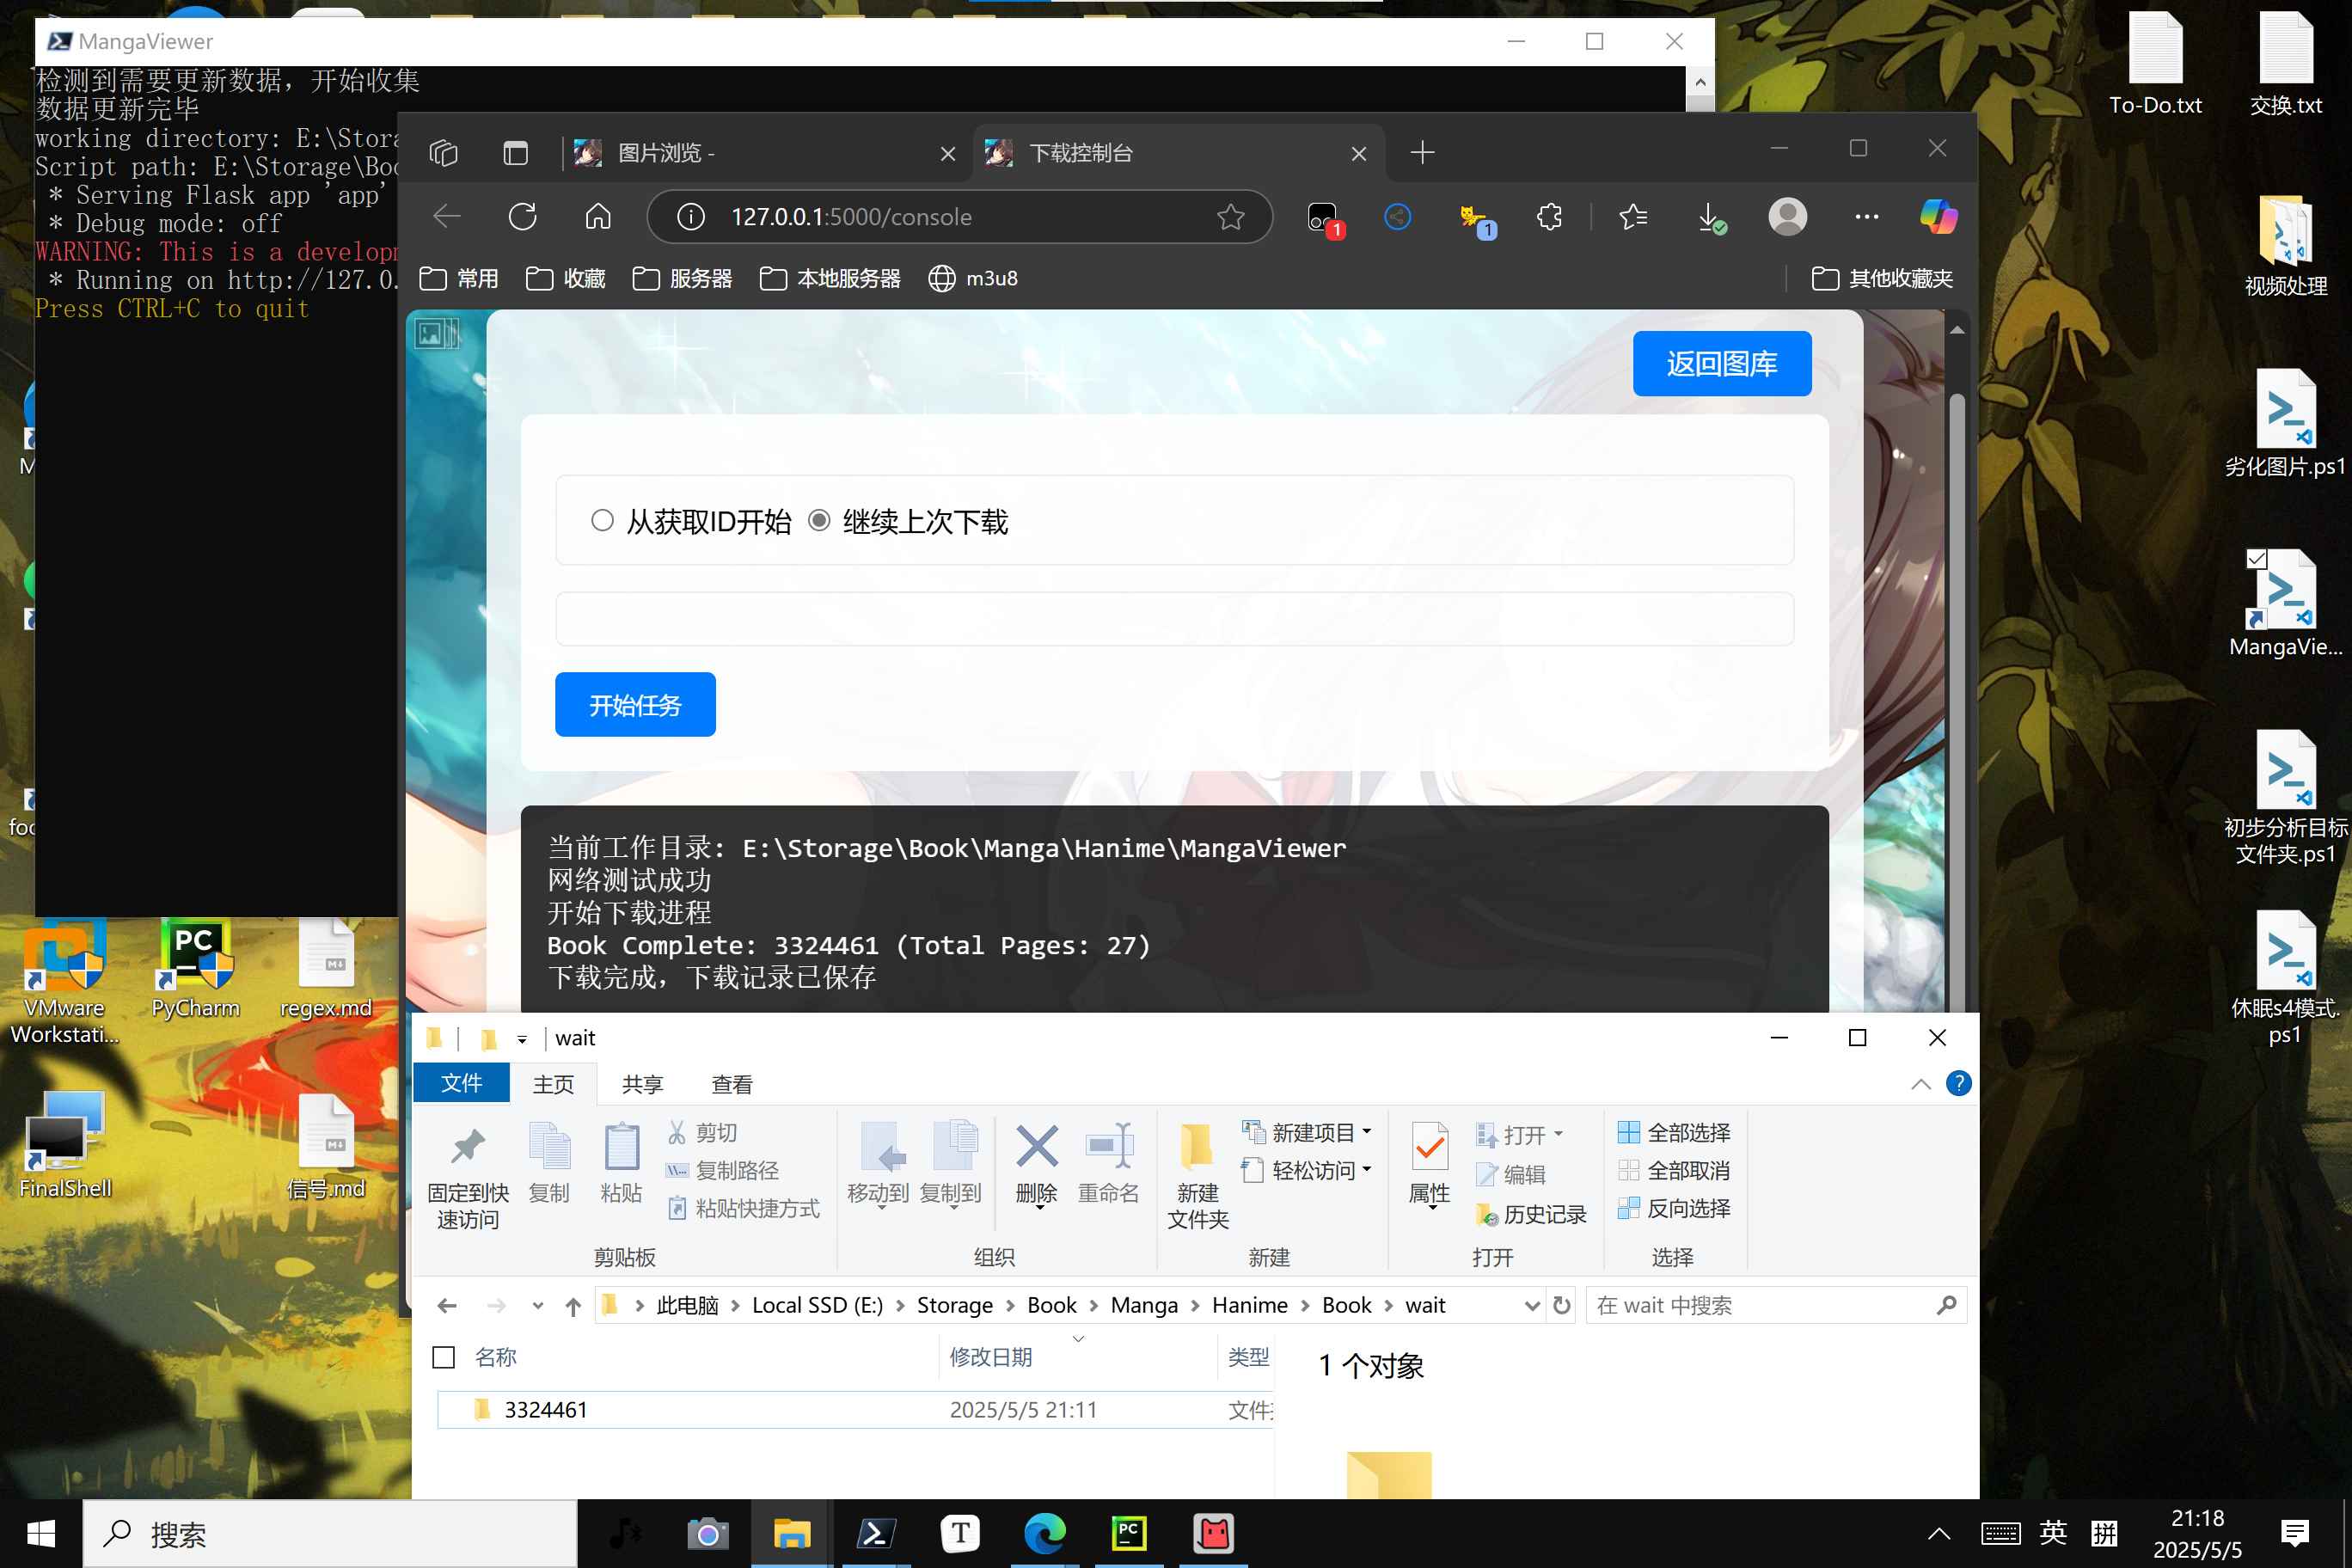 MangaViewer
检测到需要更新数据，开始收集
数据更新完毕
working directory: E:\Stora
Script path: E:\Storage\Boo
* Serving Flask app 'app'
* Debug mode: off
WARNING: This is a developm
* Running on http://127.0.
Press CTRL+C to quit
图片浏览 -
下载控制台
127.0.0.1:5000/console
1
1
常用
收藏
服务器
本地服务器
m3u8
其他收藏夹
返回图库
从获取ID开始
继续上次下载
开始任务
当前工作目录: E:\Storage\Book\Manga\Hanime\MangaViewer
网络测试成功
开始下载进程
Book Complete: 3324461 (Total Pages: 27)
下载完成，下载记录已保存
wait
文件
主页
共享
查看
固定到快
速访问
复制
粘贴
剪切
复制路径
粘贴快捷方式
剪贴板
移动到
复制到
删除
重命名
组织
新建
文件夹
新建项目
轻松访问
新建
属性
打开
编辑
历史记录
打开
全部选择
全部取消
反向选择
选择
此电脑
Local SSD (E:)
Storage
Book
Manga
Hanime
Book
wait
在 wait 中搜索
名称
修改日期
类型
1 个对象
3324461
2025/5/5 21:11
文件
To-Do.txt
交换.txt
视频处理
劣化图片.ps1
MangaVie...
初步分析目标
文件夹.ps1
休眠s4模式.
ps1
M
foo
VMware
Workstati...
PC
PyCharm
regex.md
FinalShell
信号.md
搜索
T
PC
英
拼
21:18
2025/5/5